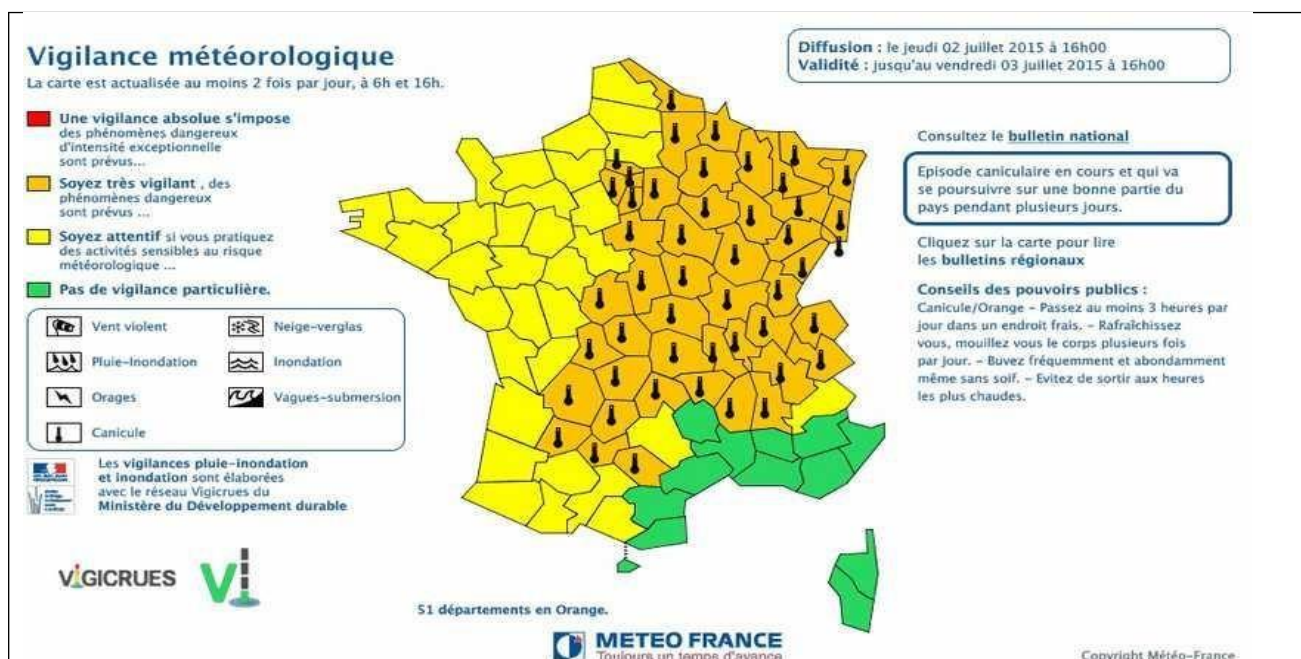 Vigilance météorologique
La carte est actualisée au moins 2 fois par jour, à 6h et 16h.
Une vigilance absolue s'impose
des phénomènes dangereux
d'intensité exceptionnelle
sont prévus...
Soyez très vigilant , des
phénomènes dangereux
sont prévus ...
Soyez attentif si vous pratiquez
des activités sensibles au risque
météorologique ...
Pas de vigilance particulière.
Vent violent
Neige-verglas
Pluie-Inondation
Inondation
Orages
Vagues-submersion
Canicule
Les vigilances pluie-inondation
et inondation sont élaborées
avec le réseau Vigicrues du
Ministère du Développement durable
VIGICRUES
Vi
51 départements en Orange.
METEO FRANCE
Toujours un temps d'avance
Diffusion : le jeudi 02 juillet 2015 à 16h00
Validité : jusqu'au vendredi 03 juillet 2015 à 16h00
Consultez le bulletin national
Episode caniculaire en cours et qui va
se poursuivre sur une bonne partie du
pays pendant plusieurs jours.
Cliquez sur la carte pour lire
les bulletins régionaux
Conseils des pouvoirs publics :
Canicule/Orange - Passez au moins 3 heures par
jour dans un endroit frais. - Rafraîchissez
vous, mouillez vous le corps plusieurs fois
par jour. - Buvez fréquemment et abondamment
même sans soif. - Evitez de sortir aux heures
les plus chaudes.
Copyright Météo-France